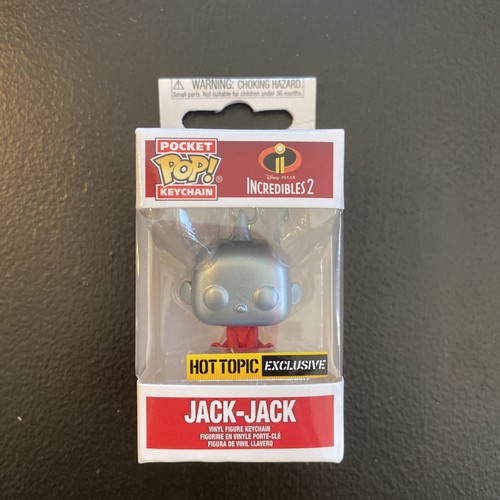 ⚠ WARNING: CHOKING HAZARD.
Small parts. Not suitable for children under 36 months.
POCKET
POP!®
KEYCHAIN
Disney · PIXAR
INCREDIBLES 2
HOT TOPIC EXCLUSIVE
JACK-JACK
VINYL FIGURE KEYCHAIN
FIGURINE EN VINYLE PORTE-CLÉ
FIGURA DE VINIL LLAVERO